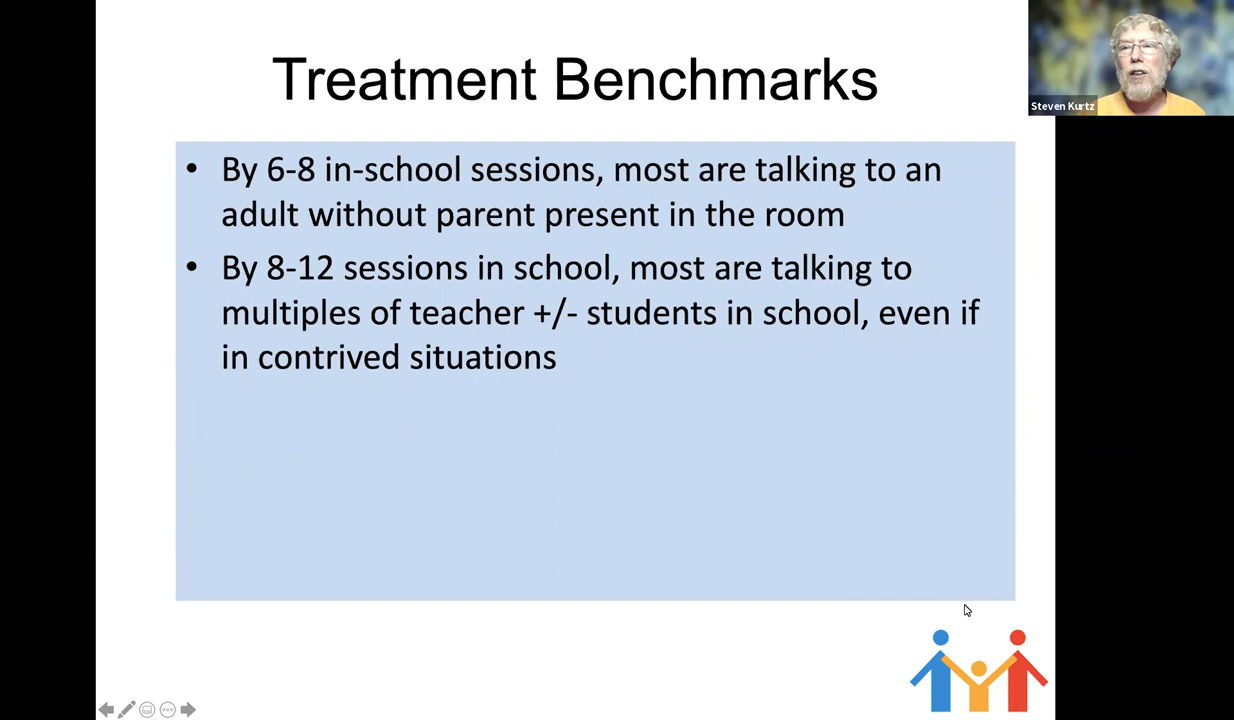 Treatment Benchmarks
Steven Kurtz
• By 6-8 in-school sessions, most are talking to an
adult without parent present in the room
• By 8-12 sessions in school, most are talking to
multiples of teacher +/- students in school, even if
in contrived situations